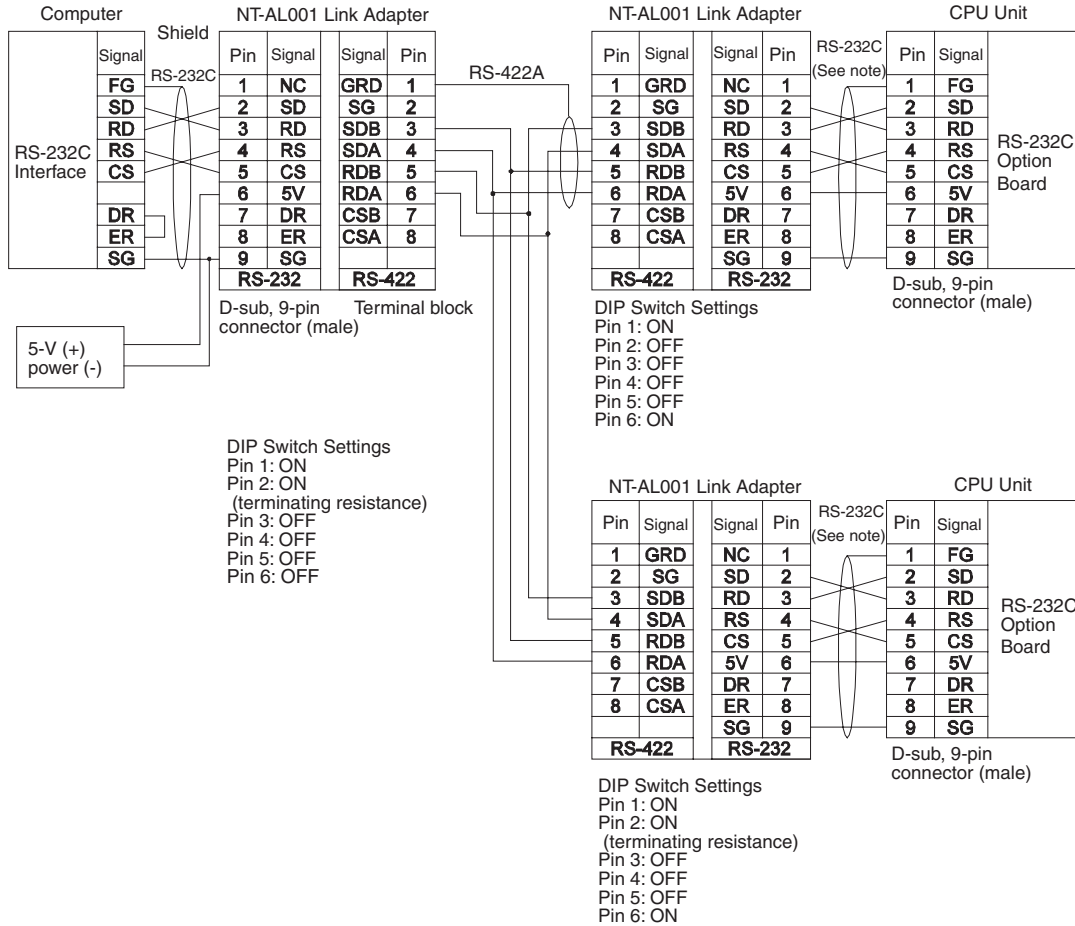 Computer
NT-AL001 Link Adapter
NT-AL001 Link Adapter
CPU Unit
Shield
RS-232C
RS-422A
RS-232C
(See note)
Signal
Pin Signal
Signal Pin
Pin Signal
Signal Pin
Pin Signal
FG 1 NC GRD 1 1 GRD NC 1 1 FG
SD 2 SD SG 2 2 SG SD 2 2 SD
RD 3 RD SDB 3 3 SDB RD 3 3 RD
RS 4 RS SDA 4 4 SDA RS 4 4 RS
CS 5 CS RDB 5 5 RDB CS 5 5 CS
6 5V RDA 6 6 RDA 5V 6 6 5V
DR 7 DR CSB 7 7 CSB DR 7 7 DR
ER 8 ER CSA 8 8 CSA ER 8 8 ER
SG 9 SG SG 9 9 SG
RS-232C
Interface
RS-232C
Option
Board
RS-232 RS-422
RS-422 RS-232
D-sub, 9-pin
connector (male)
Terminal block
D-sub, 9-pin
connector (male)
5-V (+)
power (-)
DIP Switch Settings
Pin 1: ON
Pin 2: OFF
Pin 3: OFF
Pin 4: OFF
Pin 5: OFF
Pin 6: ON
DIP Switch Settings
Pin 1: ON
Pin 2: ON
(terminating resistance)
Pin 3: OFF
Pin 4: OFF
Pin 5: OFF
Pin 6: OFF
NT-AL001 Link Adapter
CPU Unit
RS-232C
(See note)
Pin Signal
Signal Pin
Pin Signal
1 GRD NC 1 1 FG
2 SG SD 2 2 SD
3 SDB RD 3 3 RD
4 SDA RS 4 4 RS
5 RDB CS 5 5 CS
6 RDA 5V 6 6 5V
7 CSB DR 7 7 DR
8 CSA ER 8 8 ER
SG 9 9 SG
RS-232C
Option
Board
RS-422 RS-232
D-sub, 9-pin
connector (male)
DIP Switch Settings
Pin 1: ON
Pin 2: ON
(terminating resistance)
Pin 3: OFF
Pin 4: OFF
Pin 5: OFF
Pin 6: ON